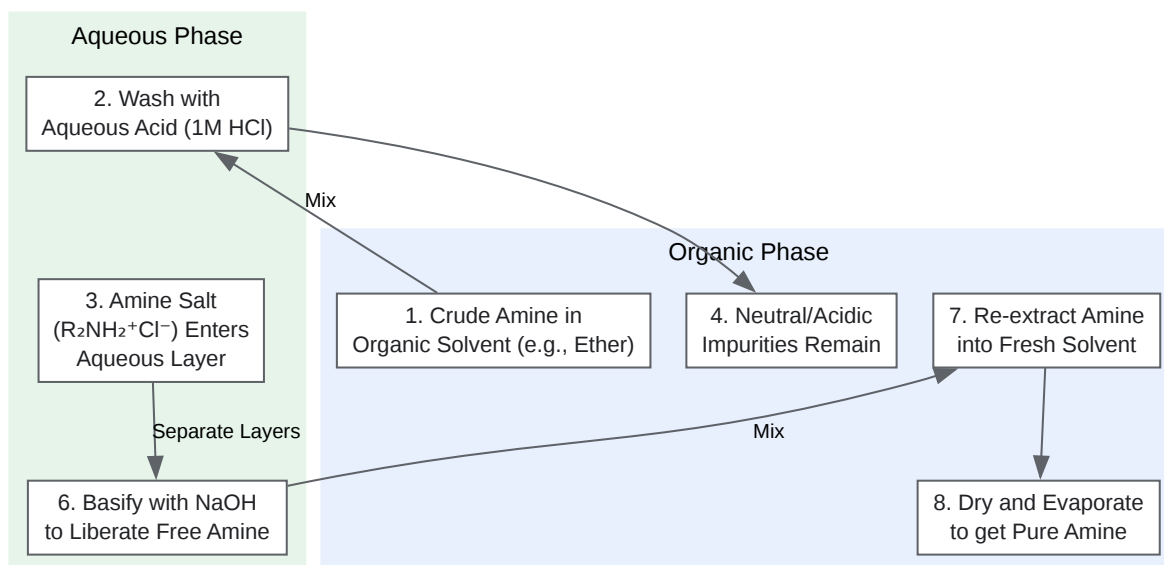 Aqueous Phase
2. Wash with
Aqueous Acid (1M HCl)
Mix
Organic Phase
3. Amine Salt
(R₂NH₂⁺Cl⁻) Enters
Aqueous Layer
1. Crude Amine in
Organic Solvent (e.g., Ether)
4. Neutral/Acidic
Impurities Remain
7. Re-extract Amine
into Fresh Solvent
Separate Layers
Mix
6. Basify with NaOH
to Liberate Free Amine
8. Dry and Evaporate
to get Pure Amine